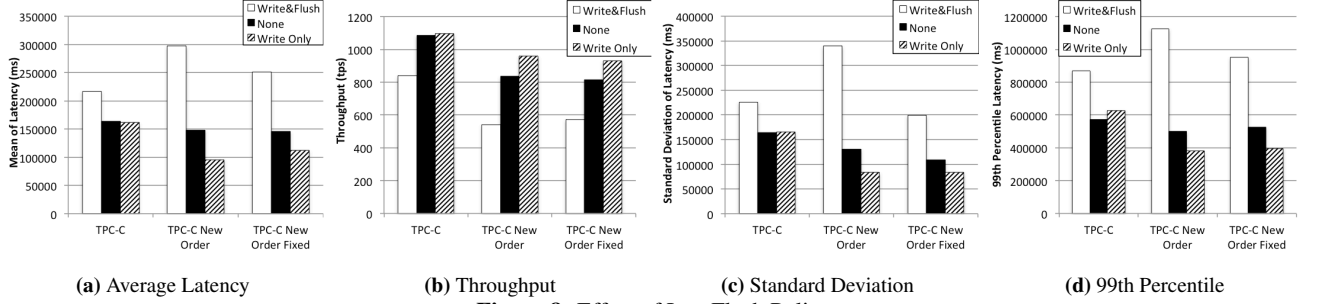 Mean of Latency (ms)
350000
300000
250000
200000
150000
100000
50000
0
Write&Flush
None
Write Only
TPC-C
TPC-C New
Order
TPC-C New
Order Fixed
(a) Average Latency
Throughput (tps)
1200
1000
800
600
400
200
0
Write&Flush
None
Write Only
TPC-C
TPC-C New
Order
TPC-C New
Order Fixed
(b) Throughput
Standard Deviation of Latency (ms)
400000
350000
300000
250000
200000
150000
100000
50000
0
Write&Flush
None
Write Only
TPC-C
TPC-C New
Order
TPC-C New
Order Fixed
(c) Standard Deviation
99th Percentile Latency (ms)
1200000
1000000
800000
600000
400000
200000
0
Write&Flush
None
Write Only
TPC-C
TPC-C New
Order
TPC-C New
Order Fixed
(d) 99th Percentile